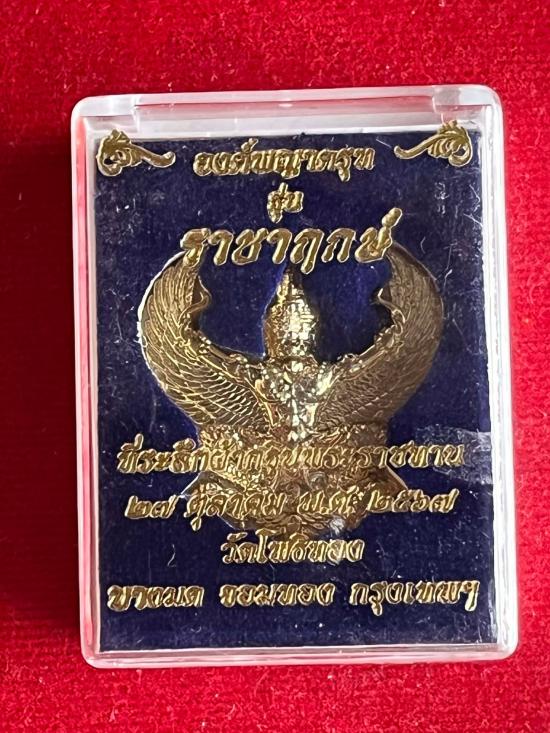 องค์พญาครุฑ
รุ่น
ราชาฤกษ์
ที่ระลึกผ้ากฐินพระราชทาน
๒๗ ตุลาคม พ.ศ. ๒๕๖๗
วัดโพธิทอง
บางมด จอมทอง กรุงเทพฯ